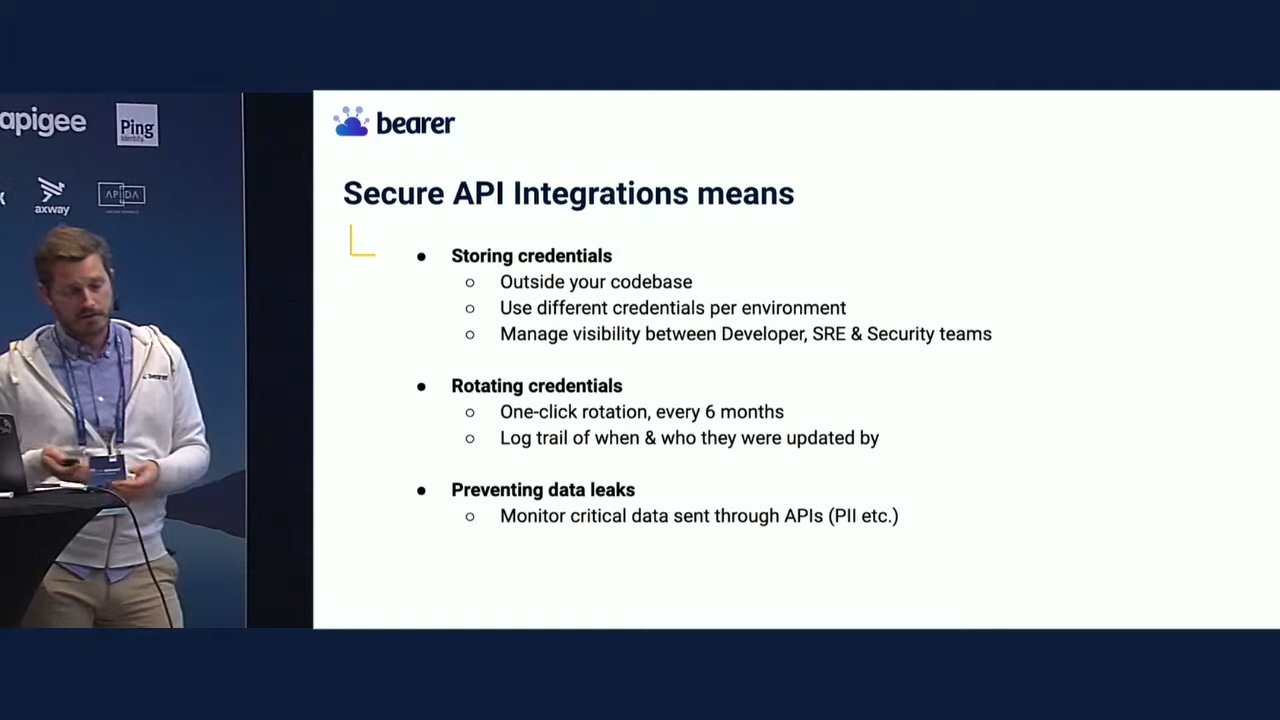 apigee
Ping
Identity.
axway
APIDA
bearer
bearer
Secure API Integrations means
● Storing credentials
○ Outside your codebase
○ Use different credentials per environment
○ Manage visibility between Developer, SRE & Security teams
● Rotating credentials
○ One-click rotation, every 6 months
○ Log trail of when & who they were updated by
● Preventing data leaks
○ Monitor critical data sent through APIs (PII etc.)